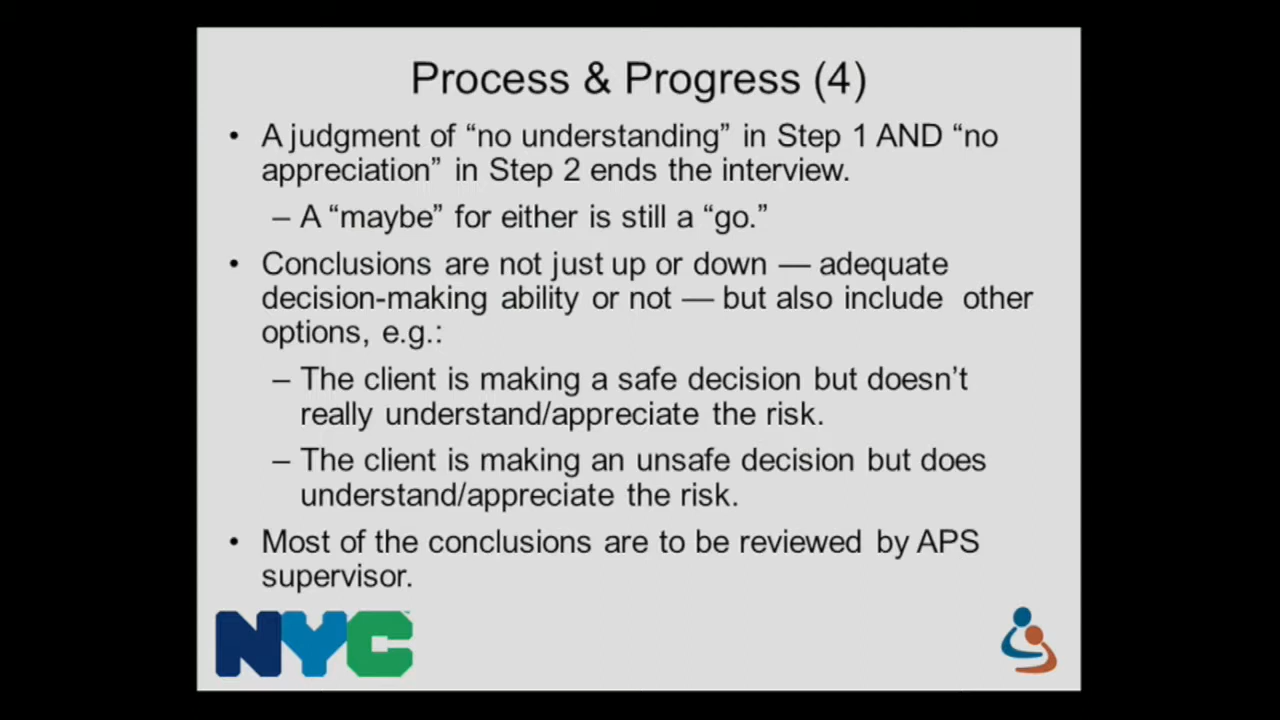 Process & Progress (4)
• A judgment of “no understanding” in Step 1 AND “no
appreciation” in Step 2 ends the interview.
– A “maybe” for either is still a “go.”
• Conclusions are not just up or down — adequate
decision-making ability or not — but also include other
options, e.g.:
– The client is making a safe decision but doesn’t
really understand/appreciate the risk.
– The client is making an unsafe decision but does
understand/appreciate the risk.
• Most of the conclusions are to be reviewed by APS
supervisor.
NYC